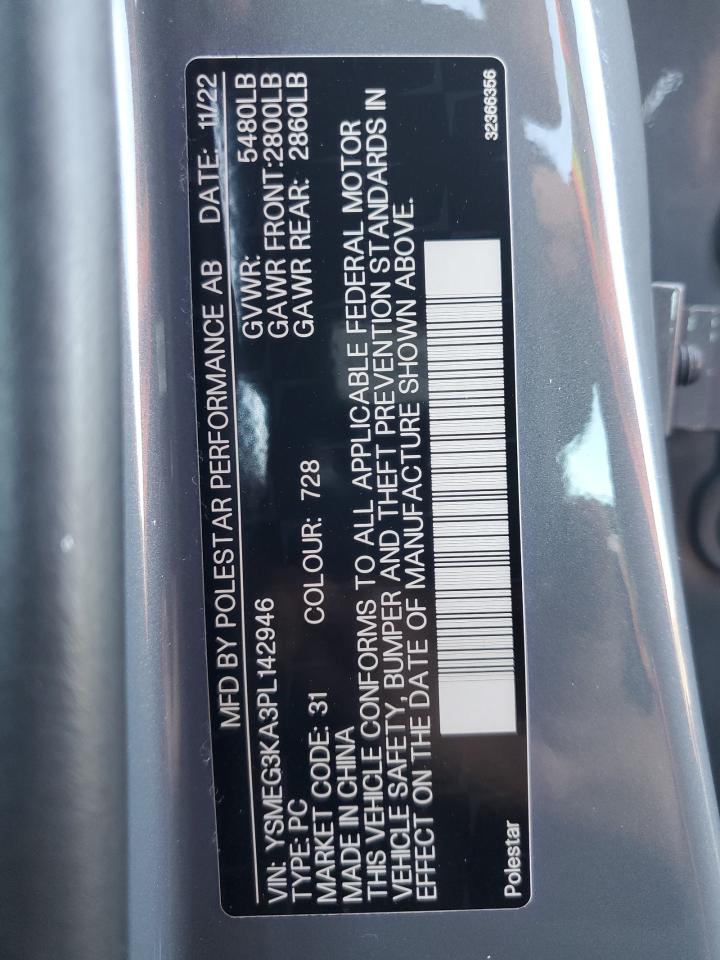 MFD BY POLESTAR PERFORMANCE AB DATE: 11/22
VIN: YSMEG3KA3PL142946 GVWR: 5480LB
TYPE: PC GAWR FRONT:2800LB
MARKET CODE: 31 COLOUR: 728 GAWR REAR: 2860LB
MADE IN CHINA
THIS VEHICLE CONFORMS TO ALL APPLICABLE FEDERAL MOTOR
VEHICLE SAFETY, BUMPER AND THEFT PREVENTION STANDARDS IN
EFFECT ON THE DATE OF MANUFACTURE SHOWN ABOVE.
Polestar 32366356